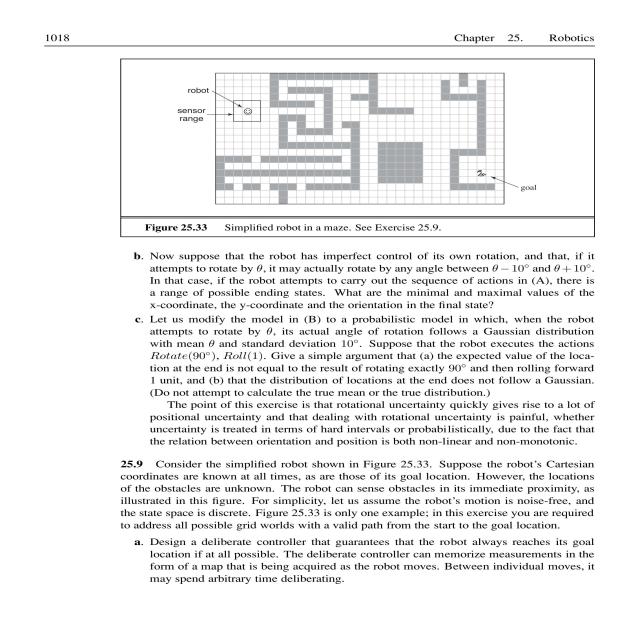 1018 Chapter 25. Robotics
robot
sensor
range
goal
Figure 25.33 Simplified robot in a maze. See Exercise 25.9.
b. Now suppose that the robot has imperfect control of its own rotation, and that, if it
attempts to rotate by θ, it may actually rotate by any angle between θ − 10° and θ + 10°.
In that case, if the robot attempts to carry out the sequence of actions in (A), there is
a range of possible ending states. What are the minimal and maximal values of the
x-coordinate, the y-coordinate and the orientation in the final state?
c. Let us modify the model in (B) to a probabilistic model in which, when the robot
attempts to rotate by θ, its actual angle of rotation follows a Gaussian distribution
with mean θ and standard deviation 10°. Suppose that the robot executes the actions
Rotate(90°), Roll(1). Give a simple argument that (a) the expected value of the loca-
tion at the end is not equal to the result of rotating exactly 90° and then rolling forward
1 unit, and (b) that the distribution of locations at the end does not follow a Gaussian.
(Do not attempt to calculate the true mean or the true distribution.)
The point of this exercise is that rotational uncertainty quickly gives rise to a lot of
positional uncertainty and that dealing with rotational uncertainty is painful, whether
uncertainty is treated in terms of hard intervals or probabilistically, due to the fact that
the relation between orientation and position is both non-linear and non-monotonic.
25.9 Consider the simplified robot shown in Figure 25.33. Suppose the robot's Cartesian
coordinates are known at all times, as are those of its goal location. However, the locations
of the obstacles are unknown. The robot can sense obstacles in its immediate proximity, as
illustrated in this figure. For simplicity, let us assume the robot's motion is noise-free, and
the state space is discrete. Figure 25.33 is only one example; in this exercise you are required
to address all possible grid worlds with a valid path from the start to the goal location.
a. Design a deliberate controller that guarantees that the robot always reaches its goal
location if at all possible. The deliberate controller can memorize measurements in the
form of a map that is being acquired as the robot moves. Between individual moves, it
may spend arbitrary time deliberating.